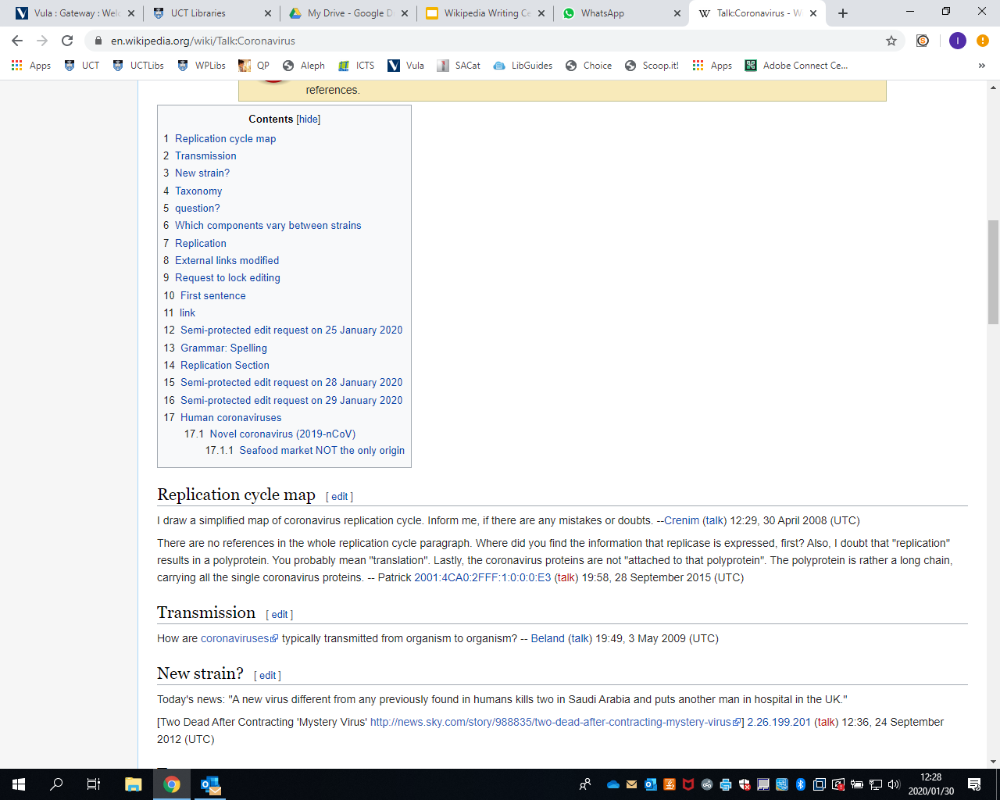 Vula : Gateway : Welc
UCT Libraries
My Drive - Google D
Wikipedia Writing Ce
WhatsApp
Talk:Coronavirus - W
en.wikipedia.org/wiki/Talk:Coronavirus
Apps UCT UCTLibs WPLibs QP Aleph ICTS Vula SACat LibGuides Choice Scoop.it! Apps Adobe Connect Ce... »
references.
Contents [hide]
1 Replication cycle map
2 Transmission
3 New strain?
4 Taxonomy
5 question?
6 Which components vary between strains
7 Replication
8 External links modified
9 Request to lock editing
10 First sentence
11 link
12 Semi-protected edit request on 25 January 2020
13 Grammar: Spelling
14 Replication Section
15 Semi-protected edit request on 28 January 2020
16 Semi-protected edit request on 29 January 2020
17 Human coronaviruses
17.1 Novel coronavirus (2019-nCoV)
17.1.1 Seafood market NOT the only origin
Replication cycle map [ edit ]
I draw a simplified map of coronavirus replication cycle. Inform me, if there are any mistakes or doubts. --Crenim (talk) 12:29, 30 April 2008 (UTC)
There are no references in the whole replication cycle paragraph. Where did you find the information that replicase is expressed, first? Also, I doubt that "replication"
results in a polyprotein. You probably mean "translation". Lastly, the coronavirus proteins are not "attached to that polyprotein". The polyprotein is rather a long chain,
carrying all the single coronavirus proteins. -- Patrick 2001:4CA0:2FFF:1:0:0:0:E3 (talk) 19:58, 28 September 2015 (UTC)
Transmission [ edit ]
How are coronaviruses typically transmitted from organism to organism? -- Beland (talk) 19:49, 3 May 2009 (UTC)
New strain? [ edit ]
Today's news: "A new virus different from any previously found in humans kills two in Saudi Arabia and puts another man in hospital in the UK."
[Two Dead After Contracting 'Mystery Virus' http://news.sky.com/story/988835/two-dead-after-contracting-mystery-virus] 2.26.199.201 (talk) 12:36, 24 September
2012 (UTC)
12:28
2020/01/30